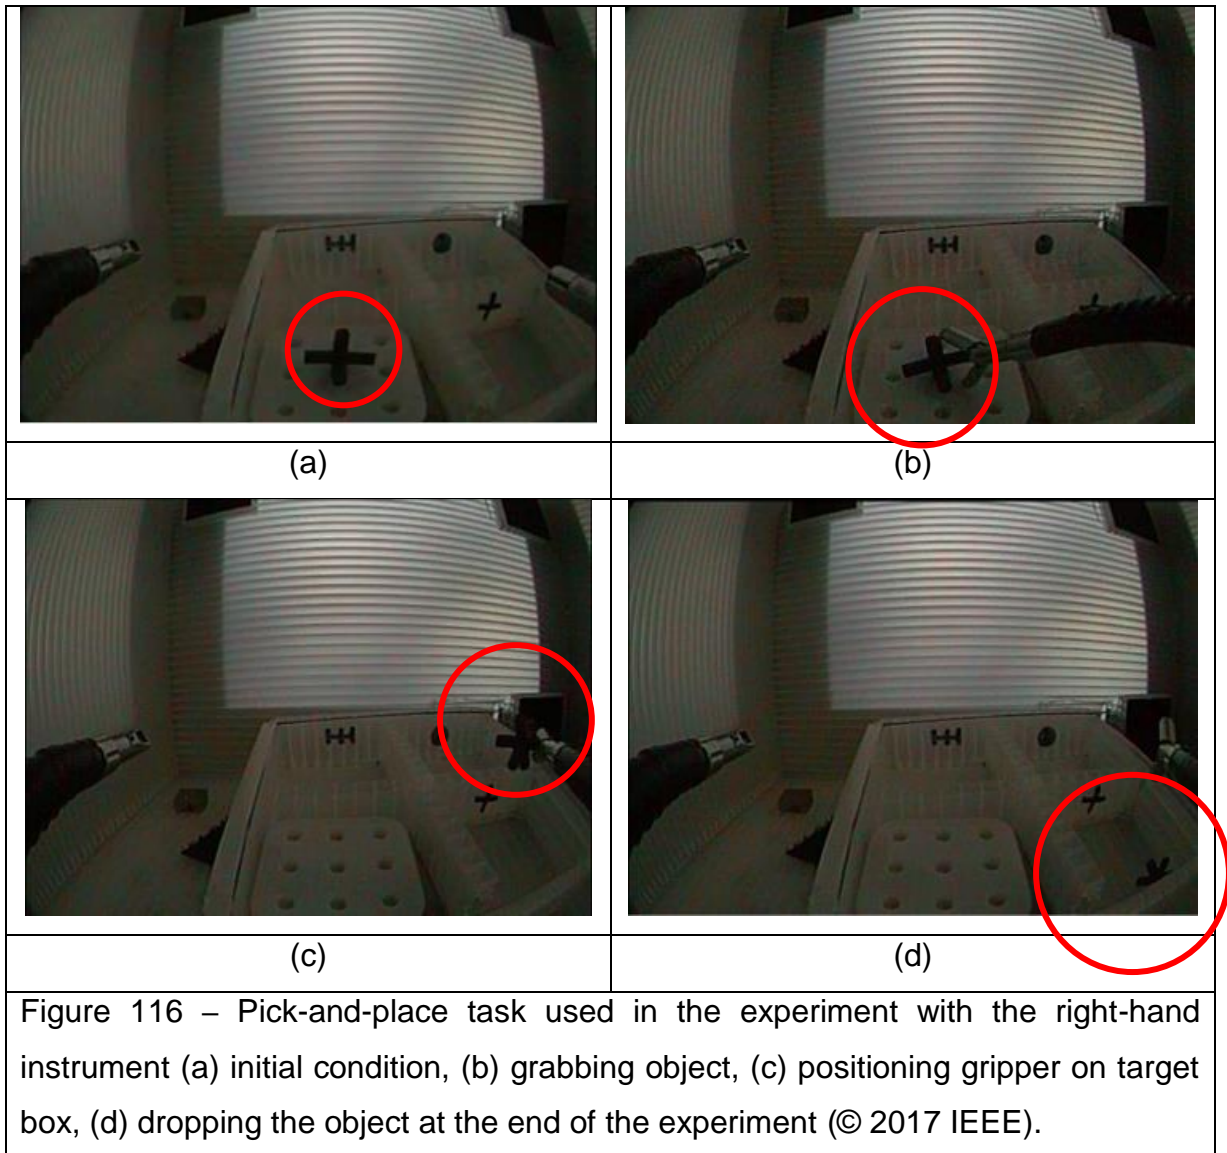 (a)
(b)
(c)
(d)
Figure 116 – Pick-and-place task used in the experiment with the right-hand
instrument (a) initial condition, (b) grabbing object, (c) positioning gripper on target
box, (d) dropping the object at the end of the experiment (© 2017 IEEE).